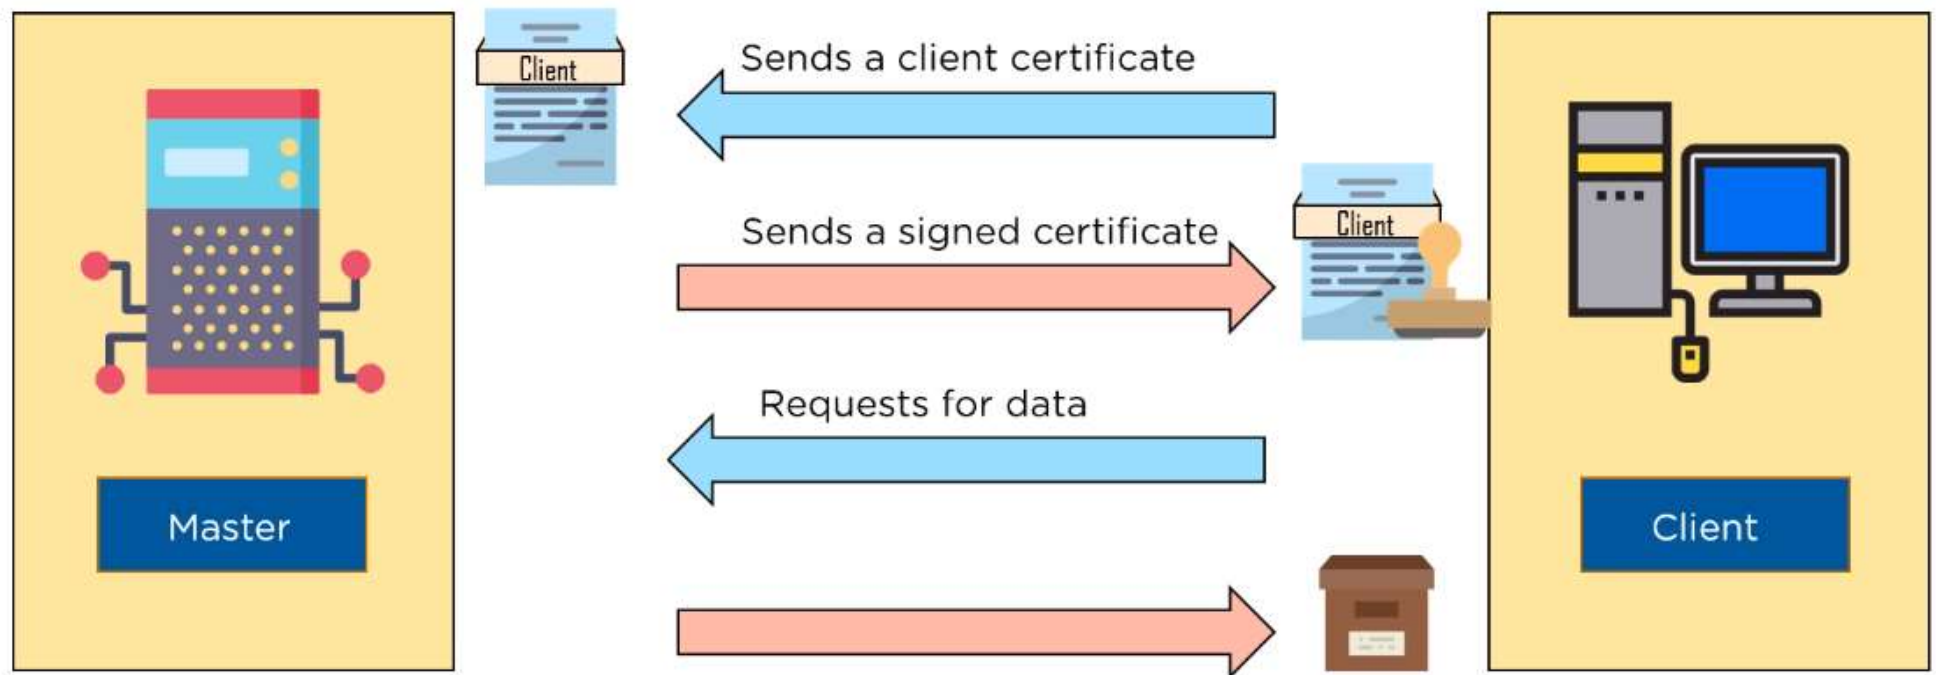 Client
Sends a client certificate
Client
Sends a signed certificate
Requests for data
Master
Client